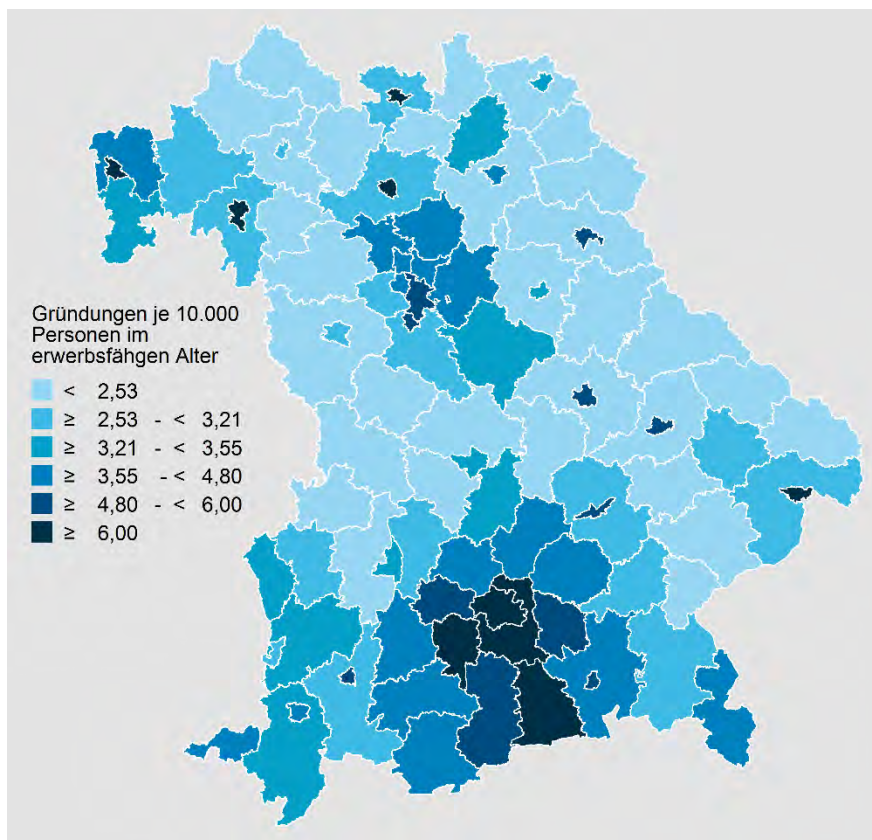 Gründungen je 10.000
Personen im
erwerbsfähgen Alter
< 2,53
≥ 2,53 - < 3,21
≥ 3,21 - < 3,55
≥ 3,55 - < 4,80
≥ 4,80 - < 6,00
≥ 6,00